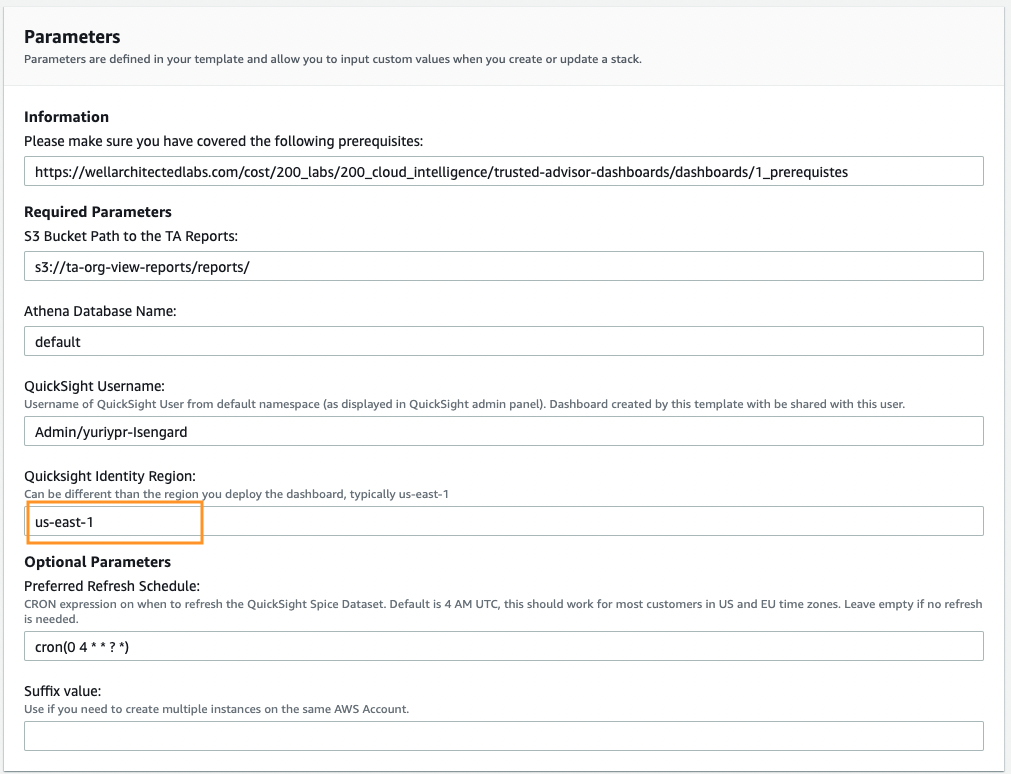 Parameters
Parameters are defined in your template and allow you to input custom values when you create or update a stack.
Information
Please make sure you have covered the following prerequisites:
https://wellarchitectedlabs.com/cost/200_labs/200_cloud_intelligence/trusted-advisor-dashboards/dashboards/1_prerequistes
Required Parameters
S3 Bucket Path to the TA Reports:
s3://ta-org-view-reports/reports/
Athena Database Name:
default
QuickSight Username:
Username of QuickSight User from default namespace (as displayed in QuickSight admin panel). Dashboard created by this template with be shared with this user.
Admin/yuriypr-Isengard
Quicksight Identity Region:
Can be different than the region you deploy the dashboard, typically us-east-1
us-east-1
Optional Parameters
Preferred Refresh Schedule:
CRON expression on when to refresh the QuickSight Spice Dataset. Default is 4 AM UTC, this should work for most customers in US and EU time zones. Leave empty if no refresh
is needed.
cron(0 4 * * ? *)
Suffix value:
Use if you need to create multiple instances on the same AWS Account.